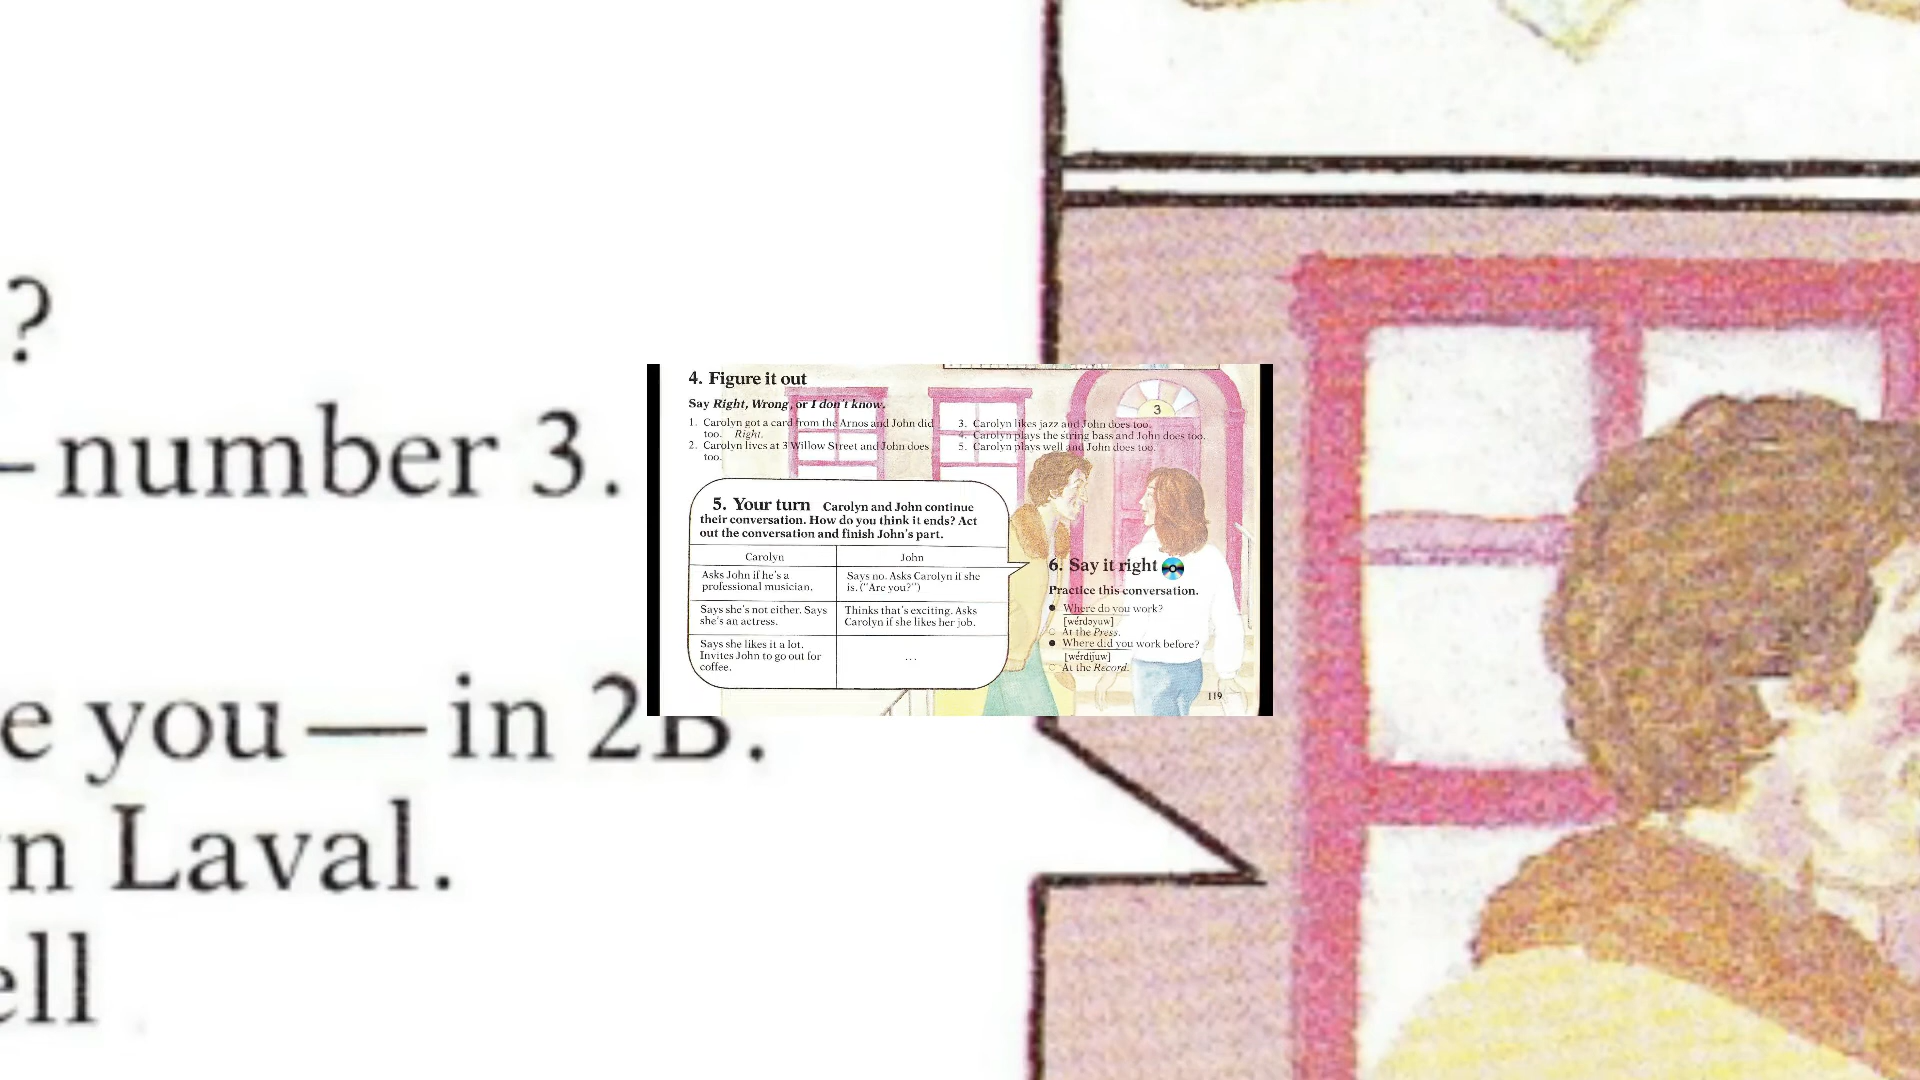 ?
—number 3.
e you—in 2B.
n Laval.
ell
4. Figure it out
Say Right, Wrong, or I don't know.
1. Carolyn got a card from the Arnos and John did
too. Right.
2. Carolyn lives at 3 Willow Street and John does
too.
3. Carolyn likes jazz and John does too.
4. Carolyn plays the string bass and John does too.
5. Carolyn plays well and John does too.
3
5. Your turn Carolyn and John continue
their conversation. How do you think it ends? Act
out the conversation and finish John's part.
Carolyn John
Asks John if he's a
professional musician.
Says no. Asks Carolyn if she
is. ("Are you?")
Says she's not either. Says
she's an actress.
Thinks that's exciting. Asks
Carolyn if she likes her job.
Says she likes it a lot.
Invites John to go out for
coffee.
...
6. Say it right
Practice this conversation.
● Where do you work?
[wérdəyuw]
○ At the Press.
● Where did you work before?
[wérdɪjuw]
○ At the Record.
119